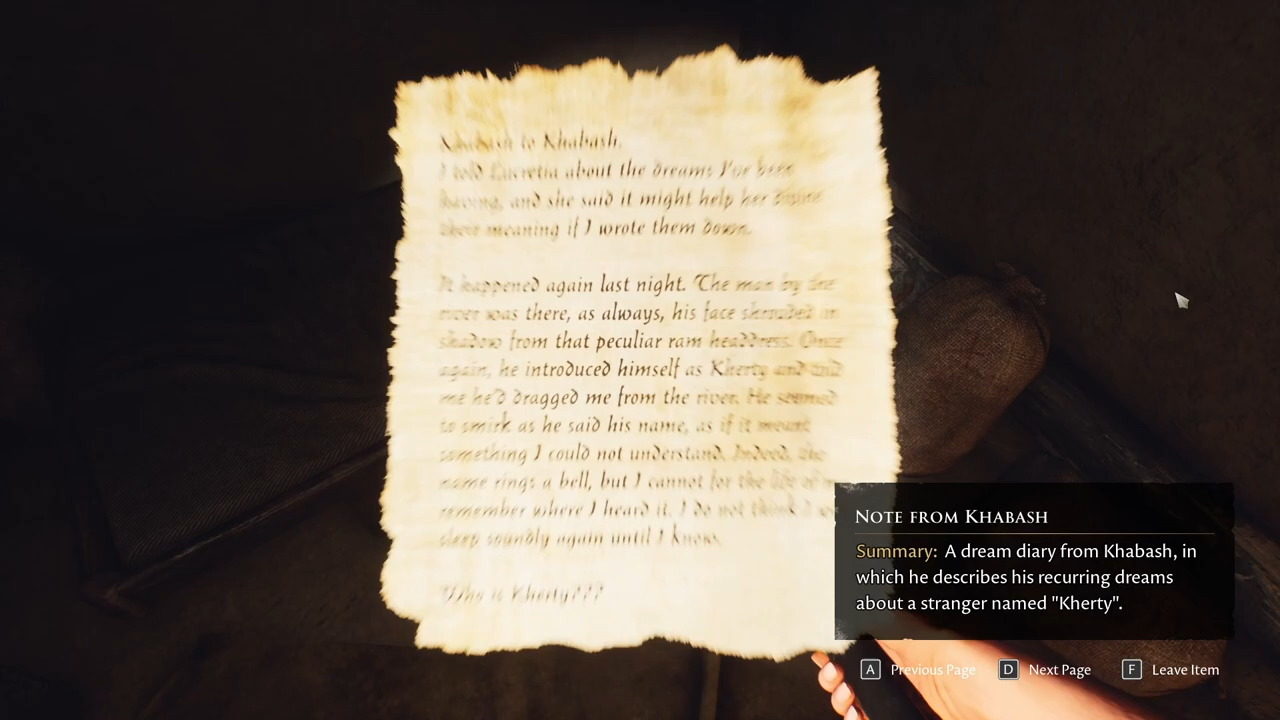 Khabash to Khabash.
I told Lucretia about the dreams I've been
having, and she said it might help her divine
their meaning if I wrote them down.
It happened again last night. The man by the
river was there, as always, his face shrouded in
shadow from that peculiar ram headdress. Once
again, he introduced himself as Kherty and told
me he'd dragged me from the river. He seemed
to smirk as he said his name, as if it meant
something I could not understand. Indeed, the
name rings a bell, but I cannot for the life of
remember where I heard it. I do not think I
sleep soundly again until I know.
Who is Kherty???
NOTE FROM KHABASH
Summary: A dream diary from Khabash, in
which he describes his recurring dreams
about a stranger named "Kherty".
A Previous Page D Next Page F Leave Item